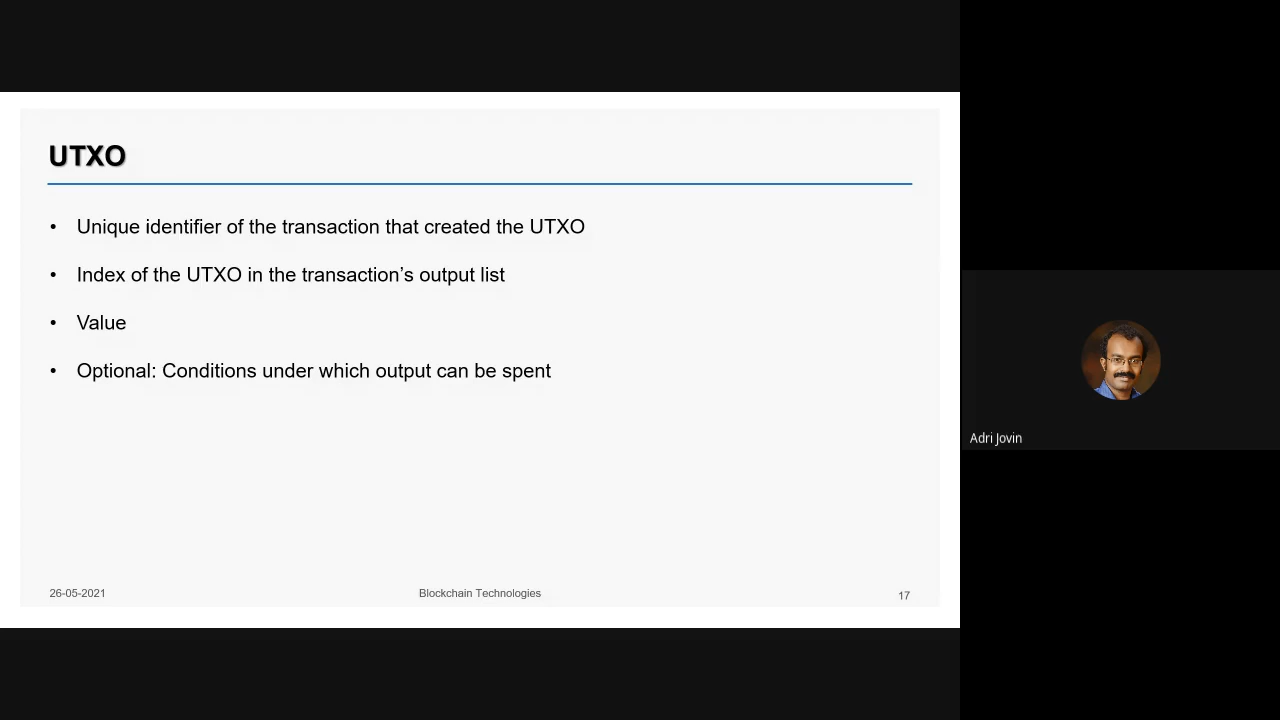 UTXO
• Unique identifier of the transaction that created the UTXO
• Index of the UTXO in the transaction’s output list
• Value
• Optional: Conditions under which output can be spent
26-05-2021
Blockchain Technologies
17
Adri Jovin